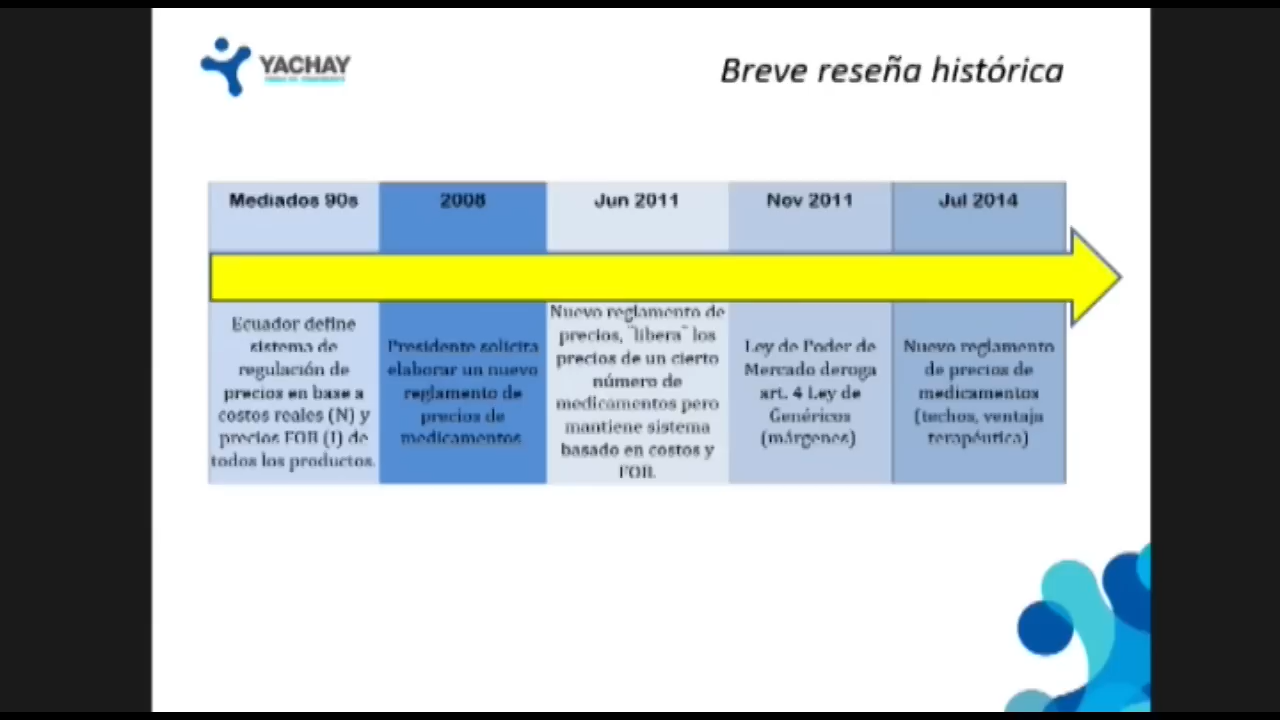 YACHAY
Breve reseña histórica
Mediados 90s
2008
Jun 2011
Nov 2011
Jul 2014
Ecuador define
sistema de
regulación de
precios en base a
costos reales (N) y
precios FOB (I) de
todos los productos.
Presidente solicita
elaborar un nuevo
reglamento de
precios de
medicamentos
Nuevo reglamento de
precios, "libera" los
precios de un cierto
número de
medicamentos pero
mantiene sistema
basado en costos y
FOB.
Ley de Poder de
Mercado deroga
art. 4 Ley de
Genéricos
(márgenes)
Nuevo reglamento
de precios de
medicamentos
(techos, ventaja
terapéutica)